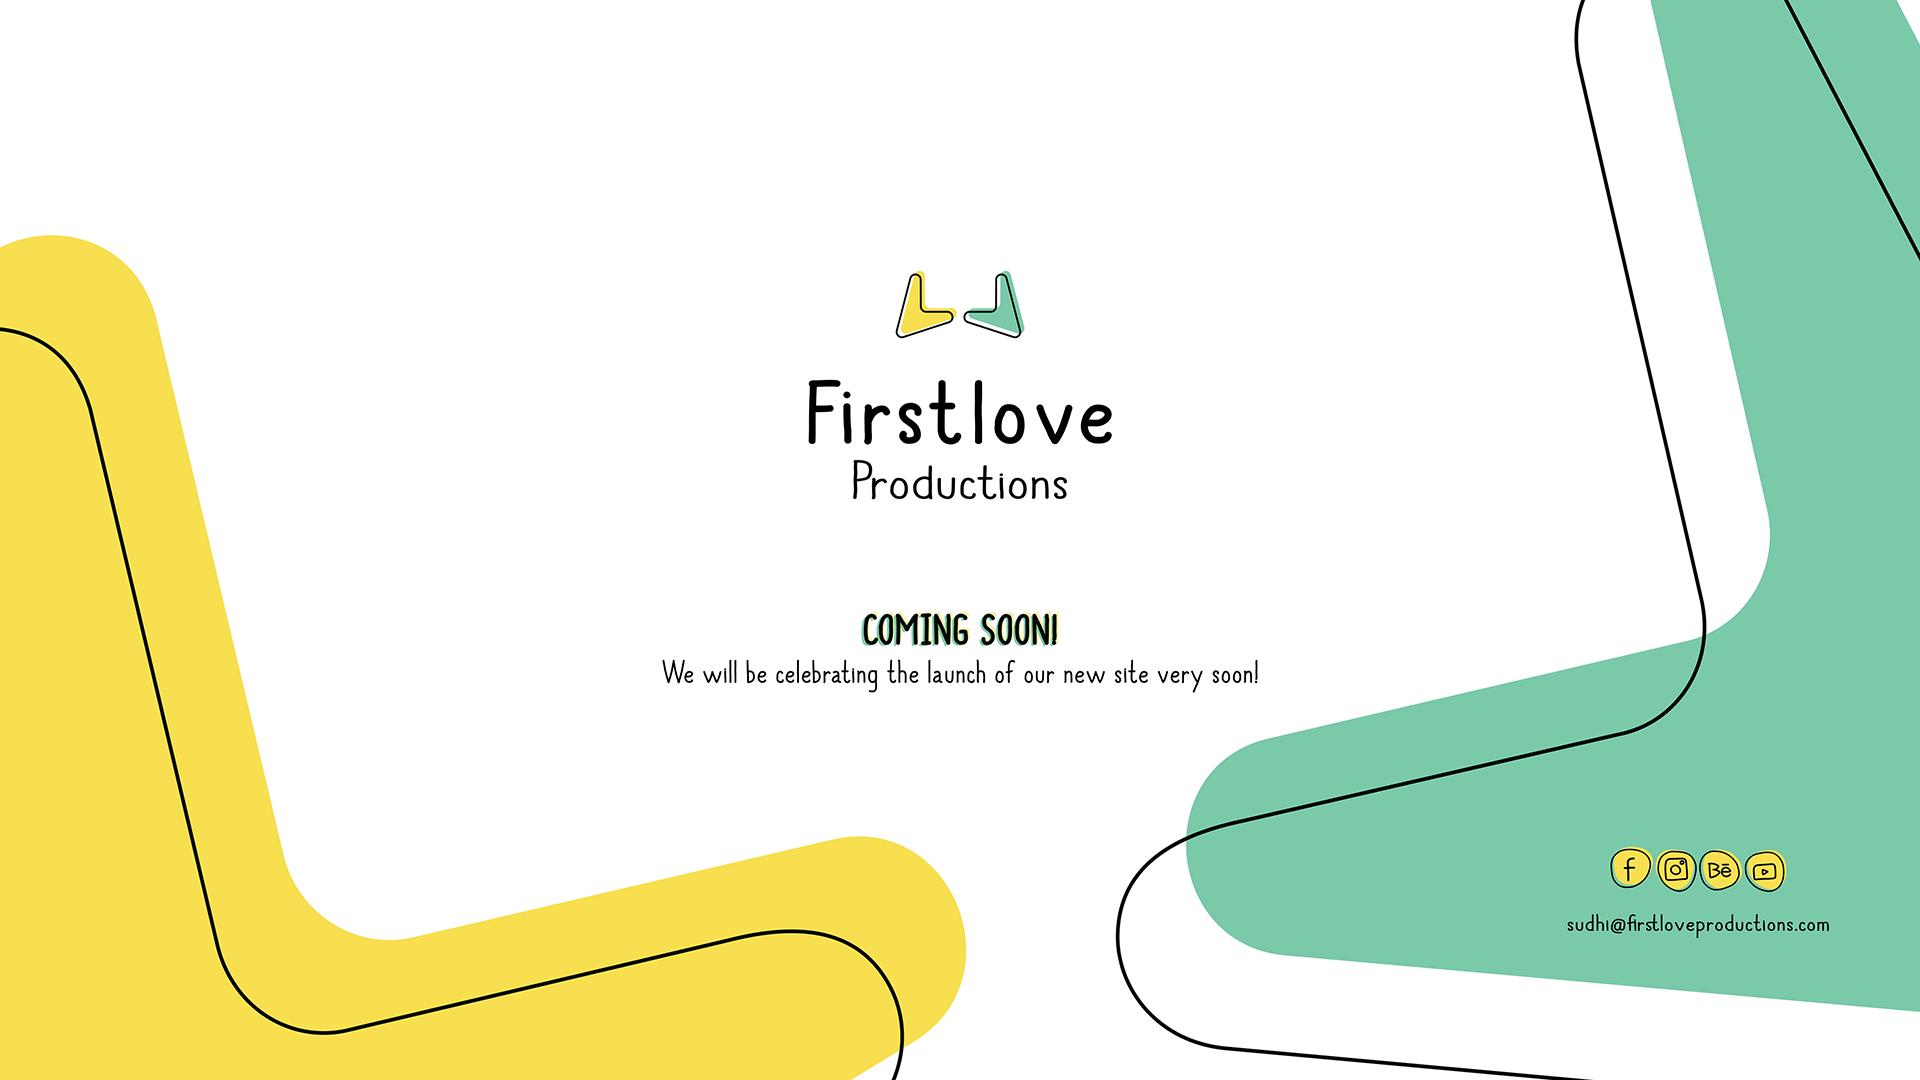 Firstlove
Productions
COMING SOON!
We will be celebrating the launch of our new site very soon!
f
Bē
sudhi@firstloveproductions.com